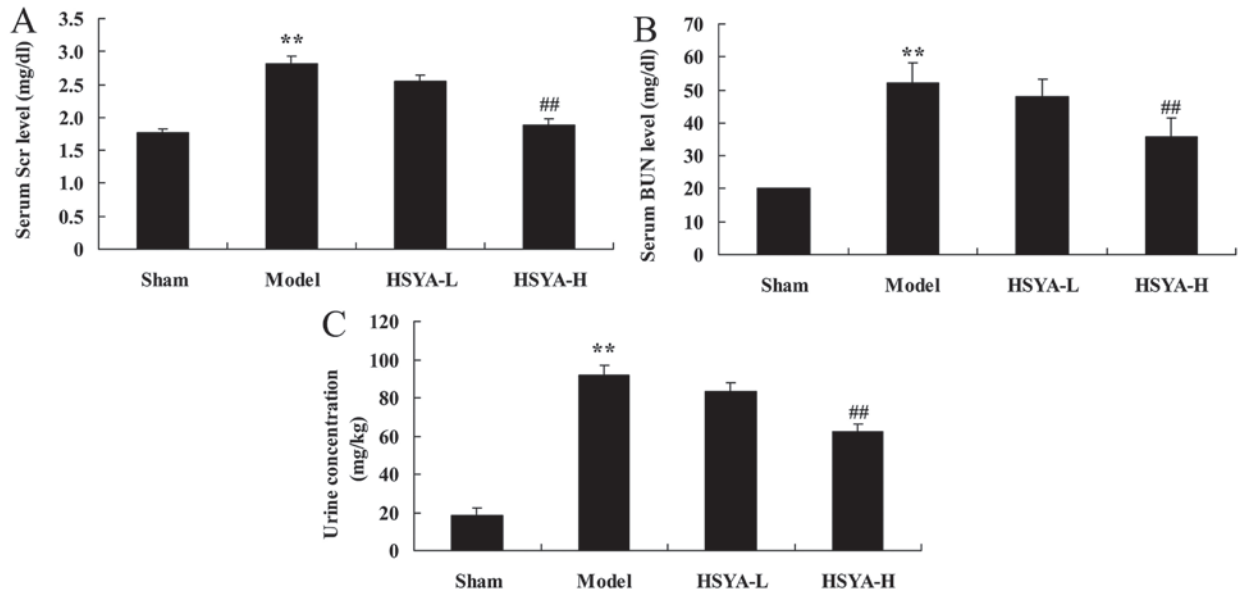 A
Serum Scr level (mg/dl)
3.5
3.0
2.5
2.0
1.5
1.0
0.5
0
**
##
Sham Model HSYA-L HSYA-H
B
Serum BUN level (mg/dl)
70
60
50
40
30
20
10
0
**
##
Sham Model HSYA-L HSYA-H
C
Urine concentration
(mg/kg)
120
100
80
60
40
20
0
**
##
Sham Model HSYA-L HSYA-H